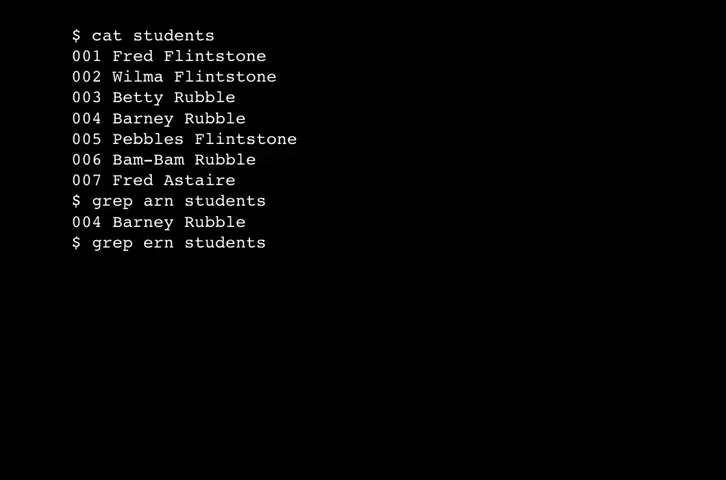 $ cat students
001 Fred Flintstone
002 Wilma Flintstone
003 Betty Rubble
004 Barney Rubble
005 Pebbles Flintstone
006 Bam-Bam Rubble
007 Fred Astaire
$ grep arn students
004 Barney Rubble
$ grep ern students